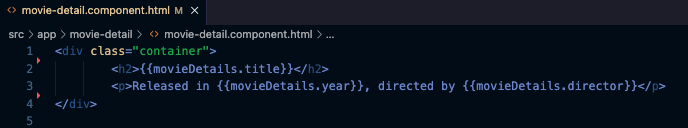 <> movie-detail.component.html M ×
src > app > movie-detail > <> movie-detail.component.html > ...
1 <div class="container">
2 <h2>{{movieDetails.title}}</h2>
3 <p>Released in {{movieDetails.year}}, directed by {{movieDetails.director}}</p>
4 </div>
5